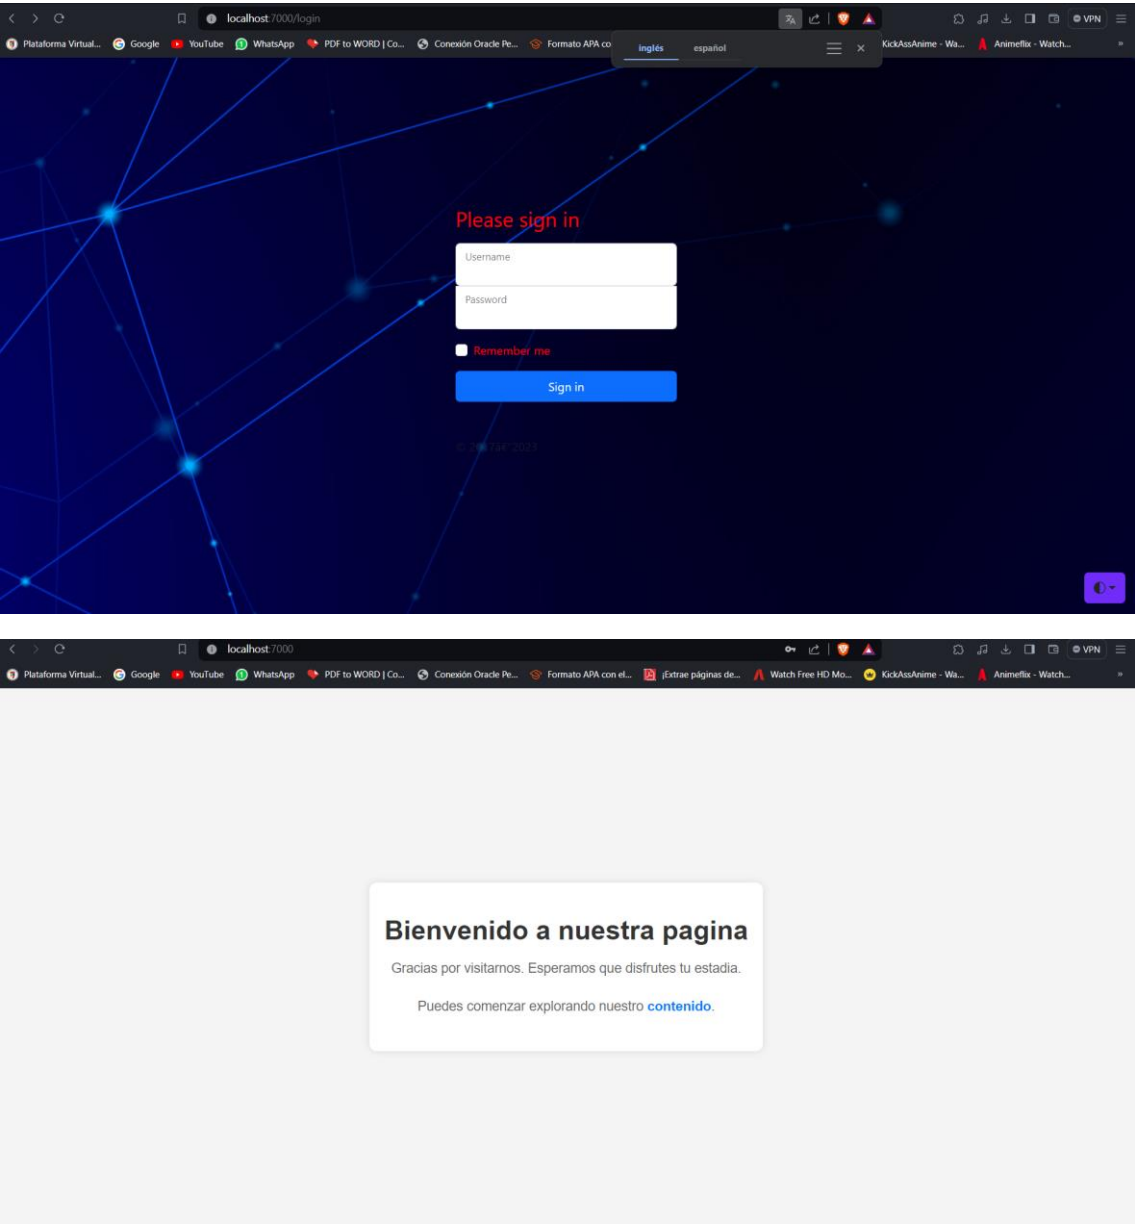 localhost:7000/login
VPN
Plataforma Virtual... Google YouTube WhatsApp PDF to WORD | Co... Conexión Oracle Pe... Formato APA co KickAssAnime - Wa... Animeflix - Watch... »
inglés español
Please sign in
Username
Password
Remember me
Sign in
localhost:7000
VPN
Plataforma Virtual... Google YouTube WhatsApp PDF to WORD | Co... Conexión Oracle Pe... Formato APA con el... ¡Extrae páginas de... Watch Free HD Mo... KickAssAnime - Wa... Animeflix - Watch... »
Bienvenido a nuestra pagina
Gracias por visitarnos. Esperamos que disfrutes tu estadia.
Puedes comenzar explorando nuestro contenido.